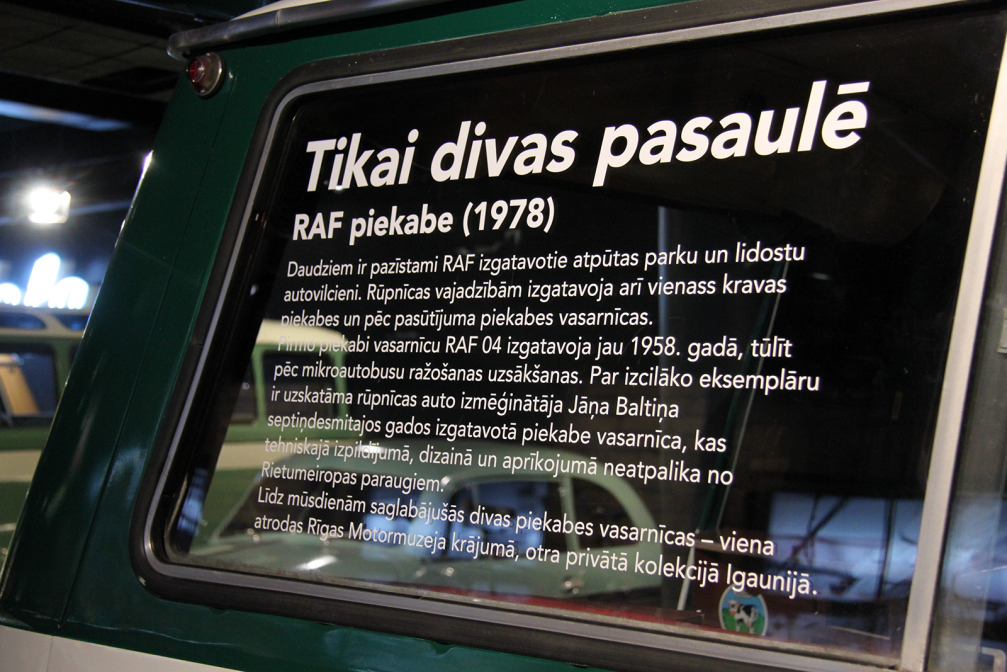 Tikai divas pasaulē
RAF piekabe (1978)
Daudziem ir pazīstami RAF izgatavotie atpūtas parku un lidostu
autovilcieni. Rūpnīcas vajadzībām izgatavoja arī vienass kravas
piekabes un pēc pasūtījuma piekabes vasarnīcas.
Pirmo piekabi vasarnīcu RAF 04 izgatavoja jau 1958. gadā, tūlīt
pēc mikroautobusu ražošanas uzsākšanas. Par izcilāko eksemplāru
ir uzskatāma rūpnīcas auto izmēģinātāja Jāņa Baltiņa
septiņdesmitajos gados izgatavotā piekabe vasarnīca, kas
tehniskajā izpildījumā, dizainā un aprīkojumā neatpalika no
Rietumeiropas paraugiem.
Līdz mūsdienām saglabājušās divas piekabes vasarnīcas – viena
atrodas Rīgas Motormuzeja krājumā, otra privātā kolekcijā Igaunijā.